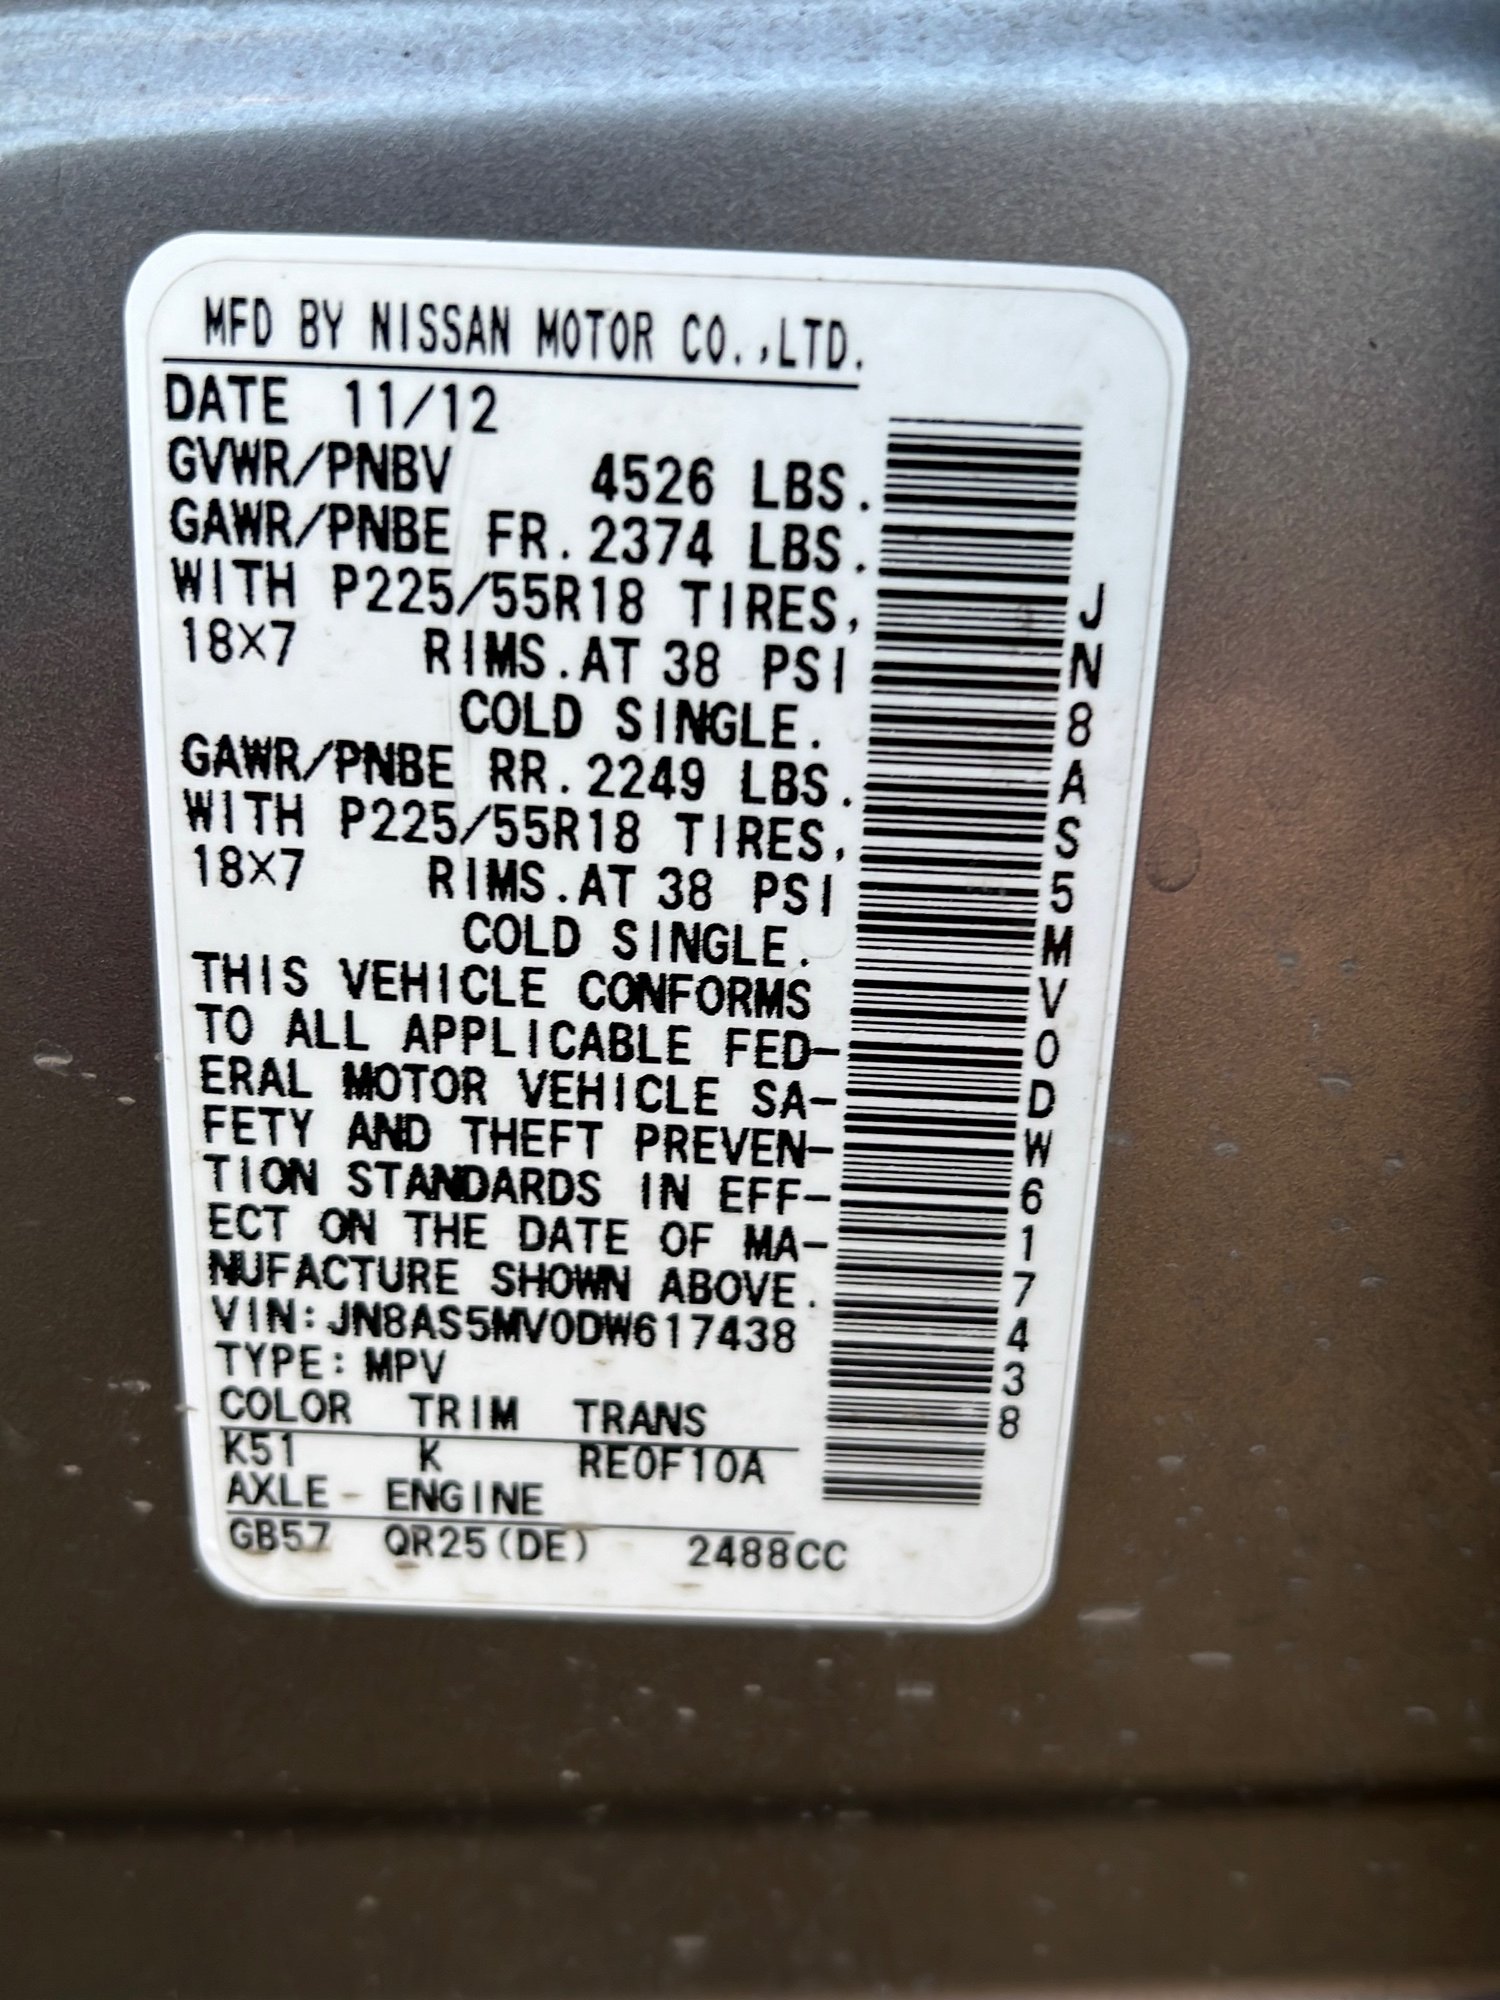 MFD BY NISSAN MOTOR CO.,LTD.
DATE 11/12
GVWR/PNBV 4526 LBS.
GAWR/PNBE FR. 2374 LBS.
WITH P225/55R18 TIRES,
18×7 RIMS.AT 38 PSI
COLD SINGLE.
GAWR/PNBE RR. 2249 LBS.
WITH P225/55R18 TIRES,
18×7 RIMS.AT 38 PSI
COLD SINGLE.
THIS VEHICLE CONFORMS
TO ALL APPLICABLE FED-
ERAL MOTOR VEHICLE SA-
FETY AND THEFT PREVEN-
TION STANDARDS IN EFF-
ECT ON THE DATE OF MA-
NUFACTURE SHOWN ABOVE.
VIN:JN8AS5MV0DW617438
TYPE: MPV
COLOR TRIM TRANS
K51 K RE0F10A
AXLE ENGINE
GB57 QR25(DE) 2488CC
JN8AS5MV0DW617438